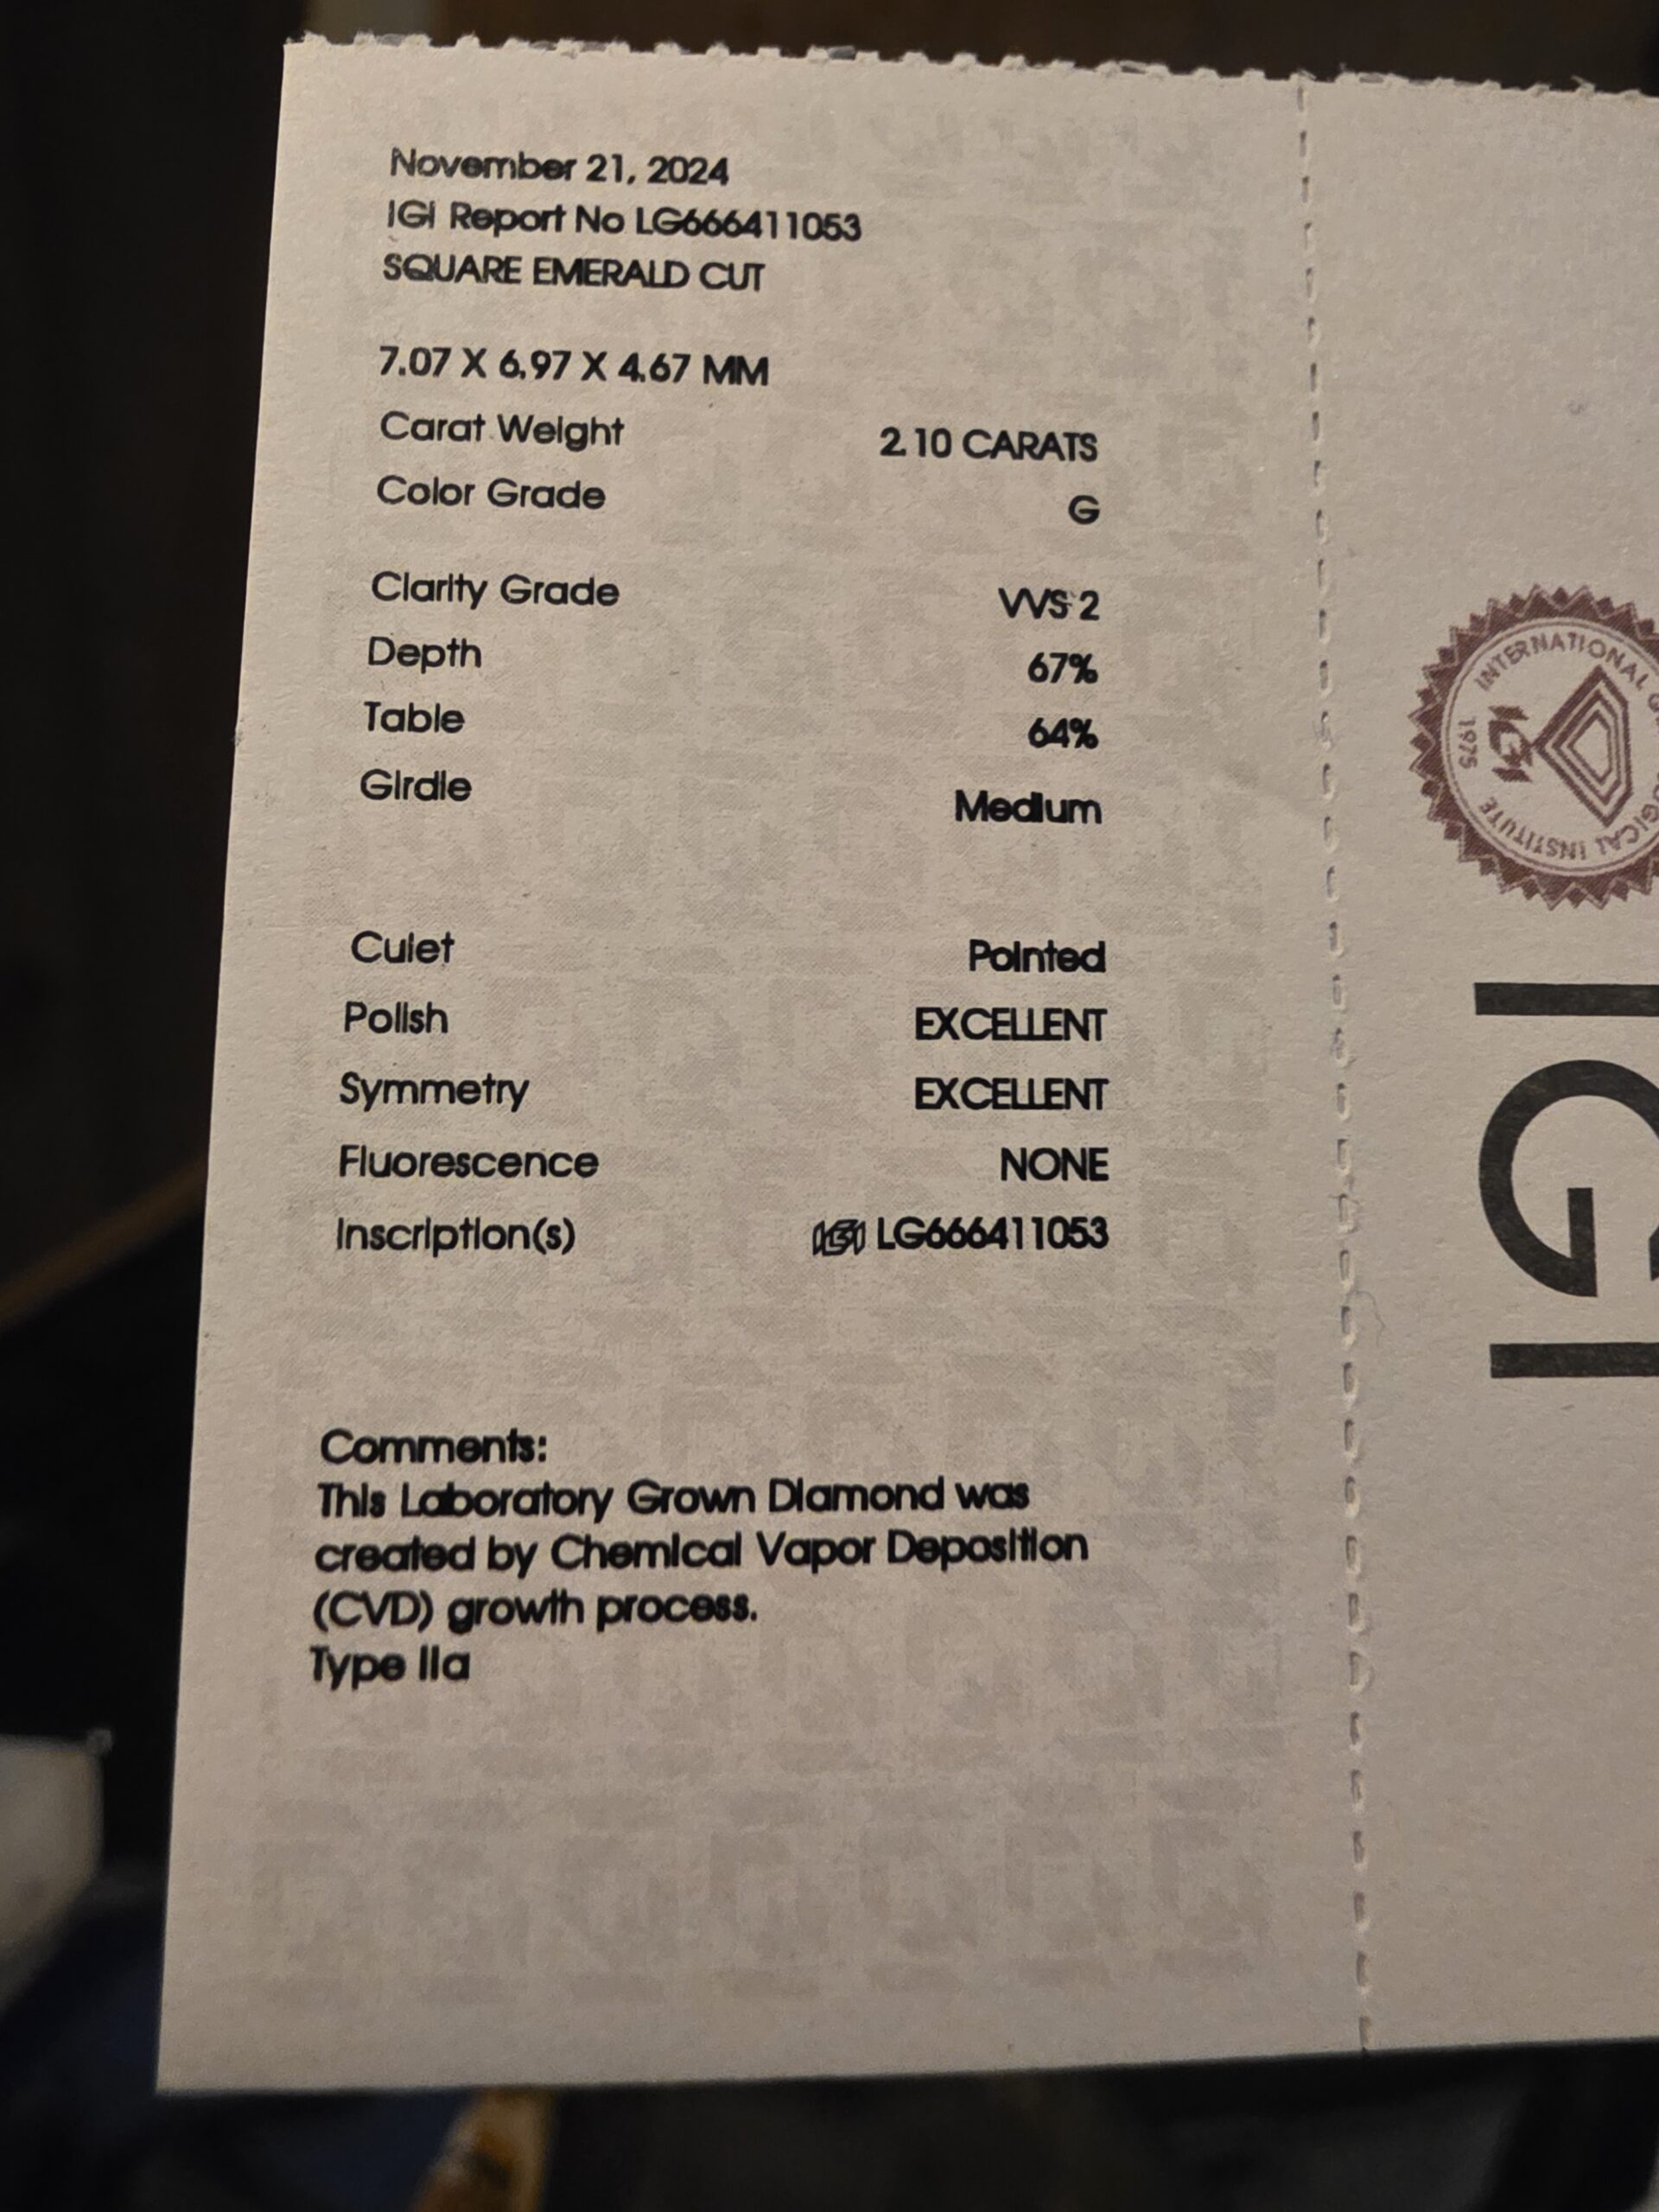 November 21, 2024
IGI Report No LG666411053
SQUARE EMERALD CUT
7.07 X 6.97 X 4.67 MM
Carat Weight 2.10 CARATS
Color Grade G
Clarity Grade VVS 2
Depth 67%
Table 64%
Girdle Medium
Culet Pointed
Polish EXCELLENT
Symmetry EXCELLENT
Fluorescence NONE
Inscription(s) IGI LG666411053
Comments:
This Laboratory Grown Diamond was
created by Chemical Vapor Deposition
(CVD) growth process.
Type IIa
INTERNATIONAL
INSTITUTE
IGI
1975
IGI